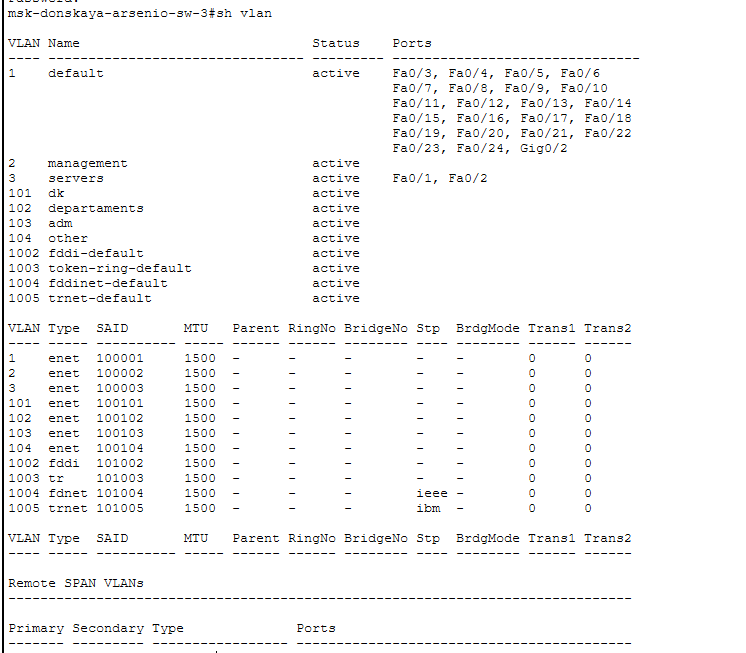 msk-donskaya-arsenio-sw-3#sh vlan
VLAN Name                             Status    Ports
---- -------------------------------- --------- -------------------------------
1    default                          active    Fa0/3, Fa0/4, Fa0/5, Fa0/6
                                                Fa0/7, Fa0/8, Fa0/9, Fa0/10
                                                Fa0/11, Fa0/12, Fa0/13, Fa0/14
                                                Fa0/15, Fa0/16, Fa0/17, Fa0/18
                                                Fa0/19, Fa0/20, Fa0/21, Fa0/22
                                                Fa0/23, Fa0/24, Gig0/2
2    management                       active
3    servers                          active    Fa0/1, Fa0/2
101  dk                               active
102  departaments                     active
103  adm                              active
104  other                            active
1002 fddi-default                     active
1003 token-ring-default               active
1004 fddinet-default                  active
1005 trnet-default                    active
VLAN Type  SAID       MTU   Parent RingNo BridgeNo Stp  BrdgMode Trans1 Trans2
---- ----- ---------- ----- ------ ------ -------- ---- -------- ------ ------
1    enet  100001     1500  -      -      -        -    -        0      0
2    enet  100002     1500  -      -      -        -    -        0      0
3    enet  100003     1500  -      -      -        -    -        0      0
101  enet  100101     1500  -      -      -        -    -        0      0
102  enet  100102     1500  -      -      -        -    -        0      0
103  enet  100103     1500  -      -      -        -    -        0      0
104  enet  100104     1500  -      -      -        -    -        0      0
1002 fddi  101002     1500  -      -      -        -    -        0      0
1003 tr    101003     1500  -      -      -        -    -        0      0
1004 fdnet 101004     1500  -      -      -        ieee -        0      0
1005 trnet 101005     1500  -      -      -        ibm  -        0      0
VLAN Type  SAID       MTU   Parent RingNo BridgeNo Stp  BrdgMode Trans1 Trans2
---- ----- ---------- ----- ------ ------ -------- ---- -------- ------ ------
Remote SPAN VLANs
------------------------------------------------------------------------------
Primary Secondary Type              Ports
------- --------- ----------------- ------------------------------------------